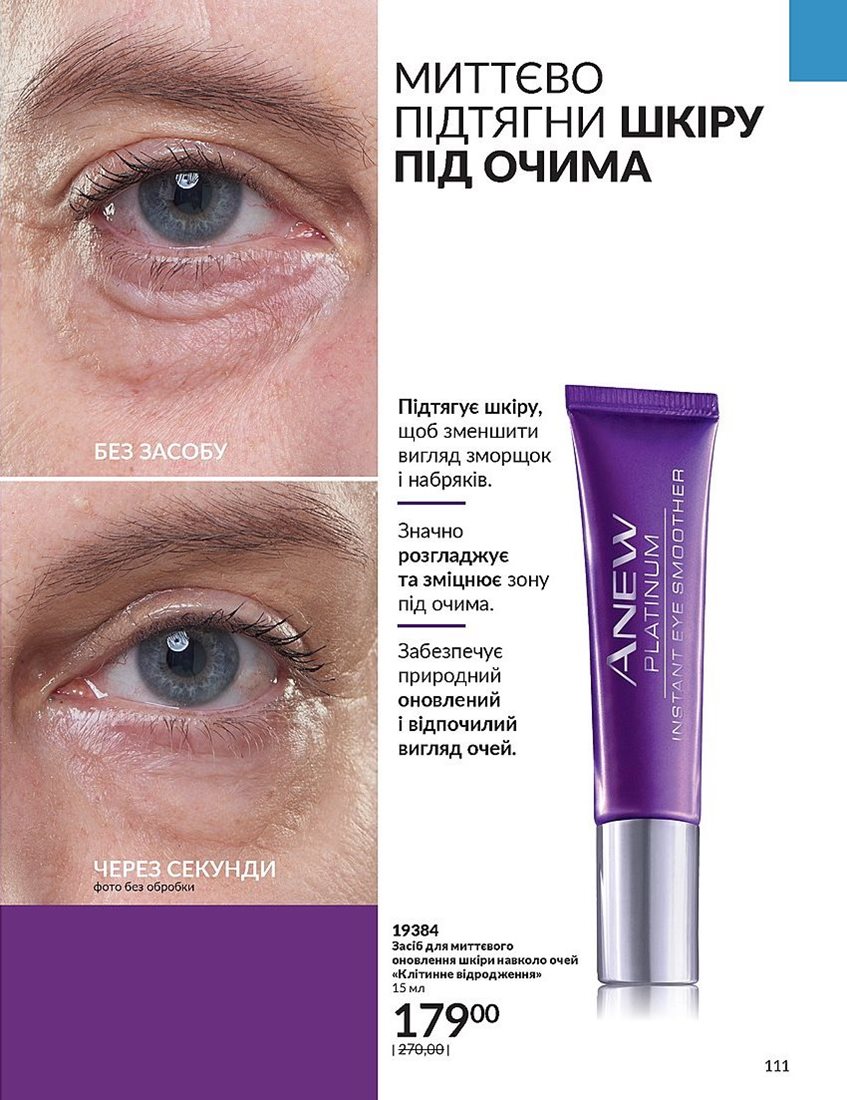 МИТТЄВО
ПІДТЯГНИ ШКІРУ
ПІД ОЧИМА
БЕЗ ЗАСОБУ
ЧЕРЕЗ СЕКУНДИ
фото без обробки
Підтягує шкіру,
щоб зменшити
вигляд зморщок
і набряків.
Значно
розгладжує
та зміцнює зону
під очима.
Забезпечує
природний
оновлений
і відпочилий
вигляд очей.
ANEW
PLATINUM
INSTANT EYE SMOOTHER
19384
Засіб для миттєвого
оновлення шкіри навколо очей
«Клітинне відродження»
15 мл
17900
| 270,00 |
111